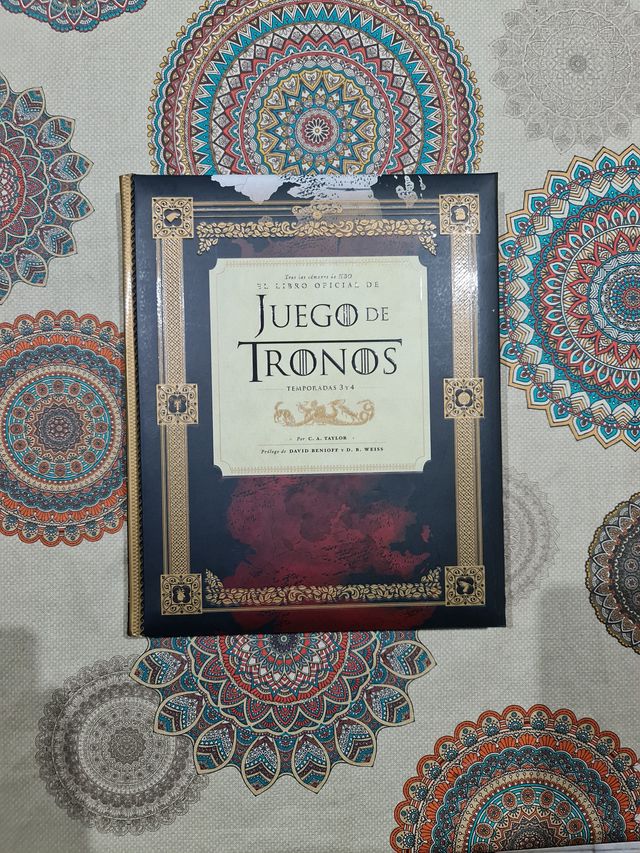 Tras las cámaras de HBO
EL LIBRO OFICIAL DE
JUEGO DE
TRONOS
TEMPORADAS 3 Y 4
Por C. A. TAYLOR
Prólogo de DAVID BENIOFF Y D. B. WEISS